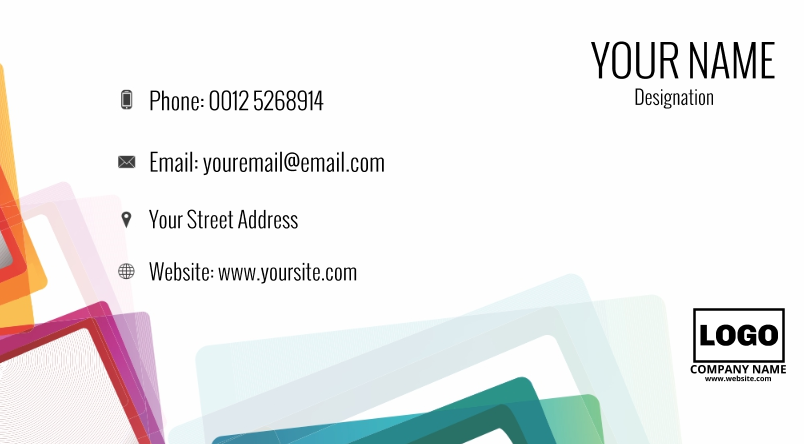 YOUR NAME
Designation
Phone: 0012 5268914
Email: youremail@email.com
Your Street Address
Website: www.yoursite.com
LOGO
COMPANY NAME
www.website.com